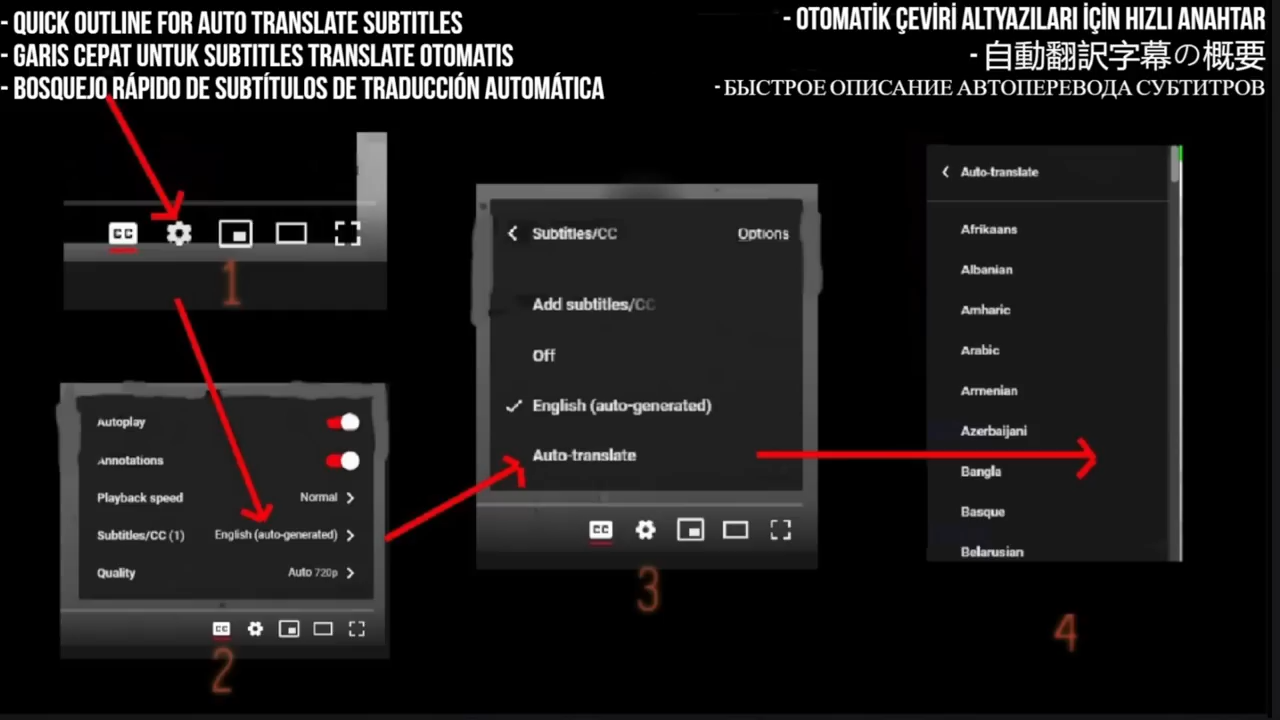 - QUICK OUTLINE FOR AUTO TRANSLATE SUBTITLES
- GARIS CEPAT UNTUK SUBTITLES TRANSLATE OTOMATIS
- BOSQUEJO RÁPIDO DE SUBTÍTULOS DE TRADUCCIÓN AUTOMÁTICA
- OTOMATİK ÇEVİRİ ALTYAZILARI İÇİN HIZLI ANAHTAR
- 自動翻訳字幕の概要
- БЫСТРОЕ ОПИСАНИЕ АВТОПЕРЕВОДА СУБТИТРОВ
CC
1
Autoplay
Annotations
Playback speed Normal
Subtitles/CC (1) English (auto-generated)
Quality Auto 720p
CC
2
Subtitles/CC Options
Add subtitles/CC
Off
English (auto-generated)
Auto-translate
CC
3
Auto-translate
Afrikaans
Albanian
Amharic
Arabic
Armenian
Azerbaijani
Bangla
Basque
Belarusian
4